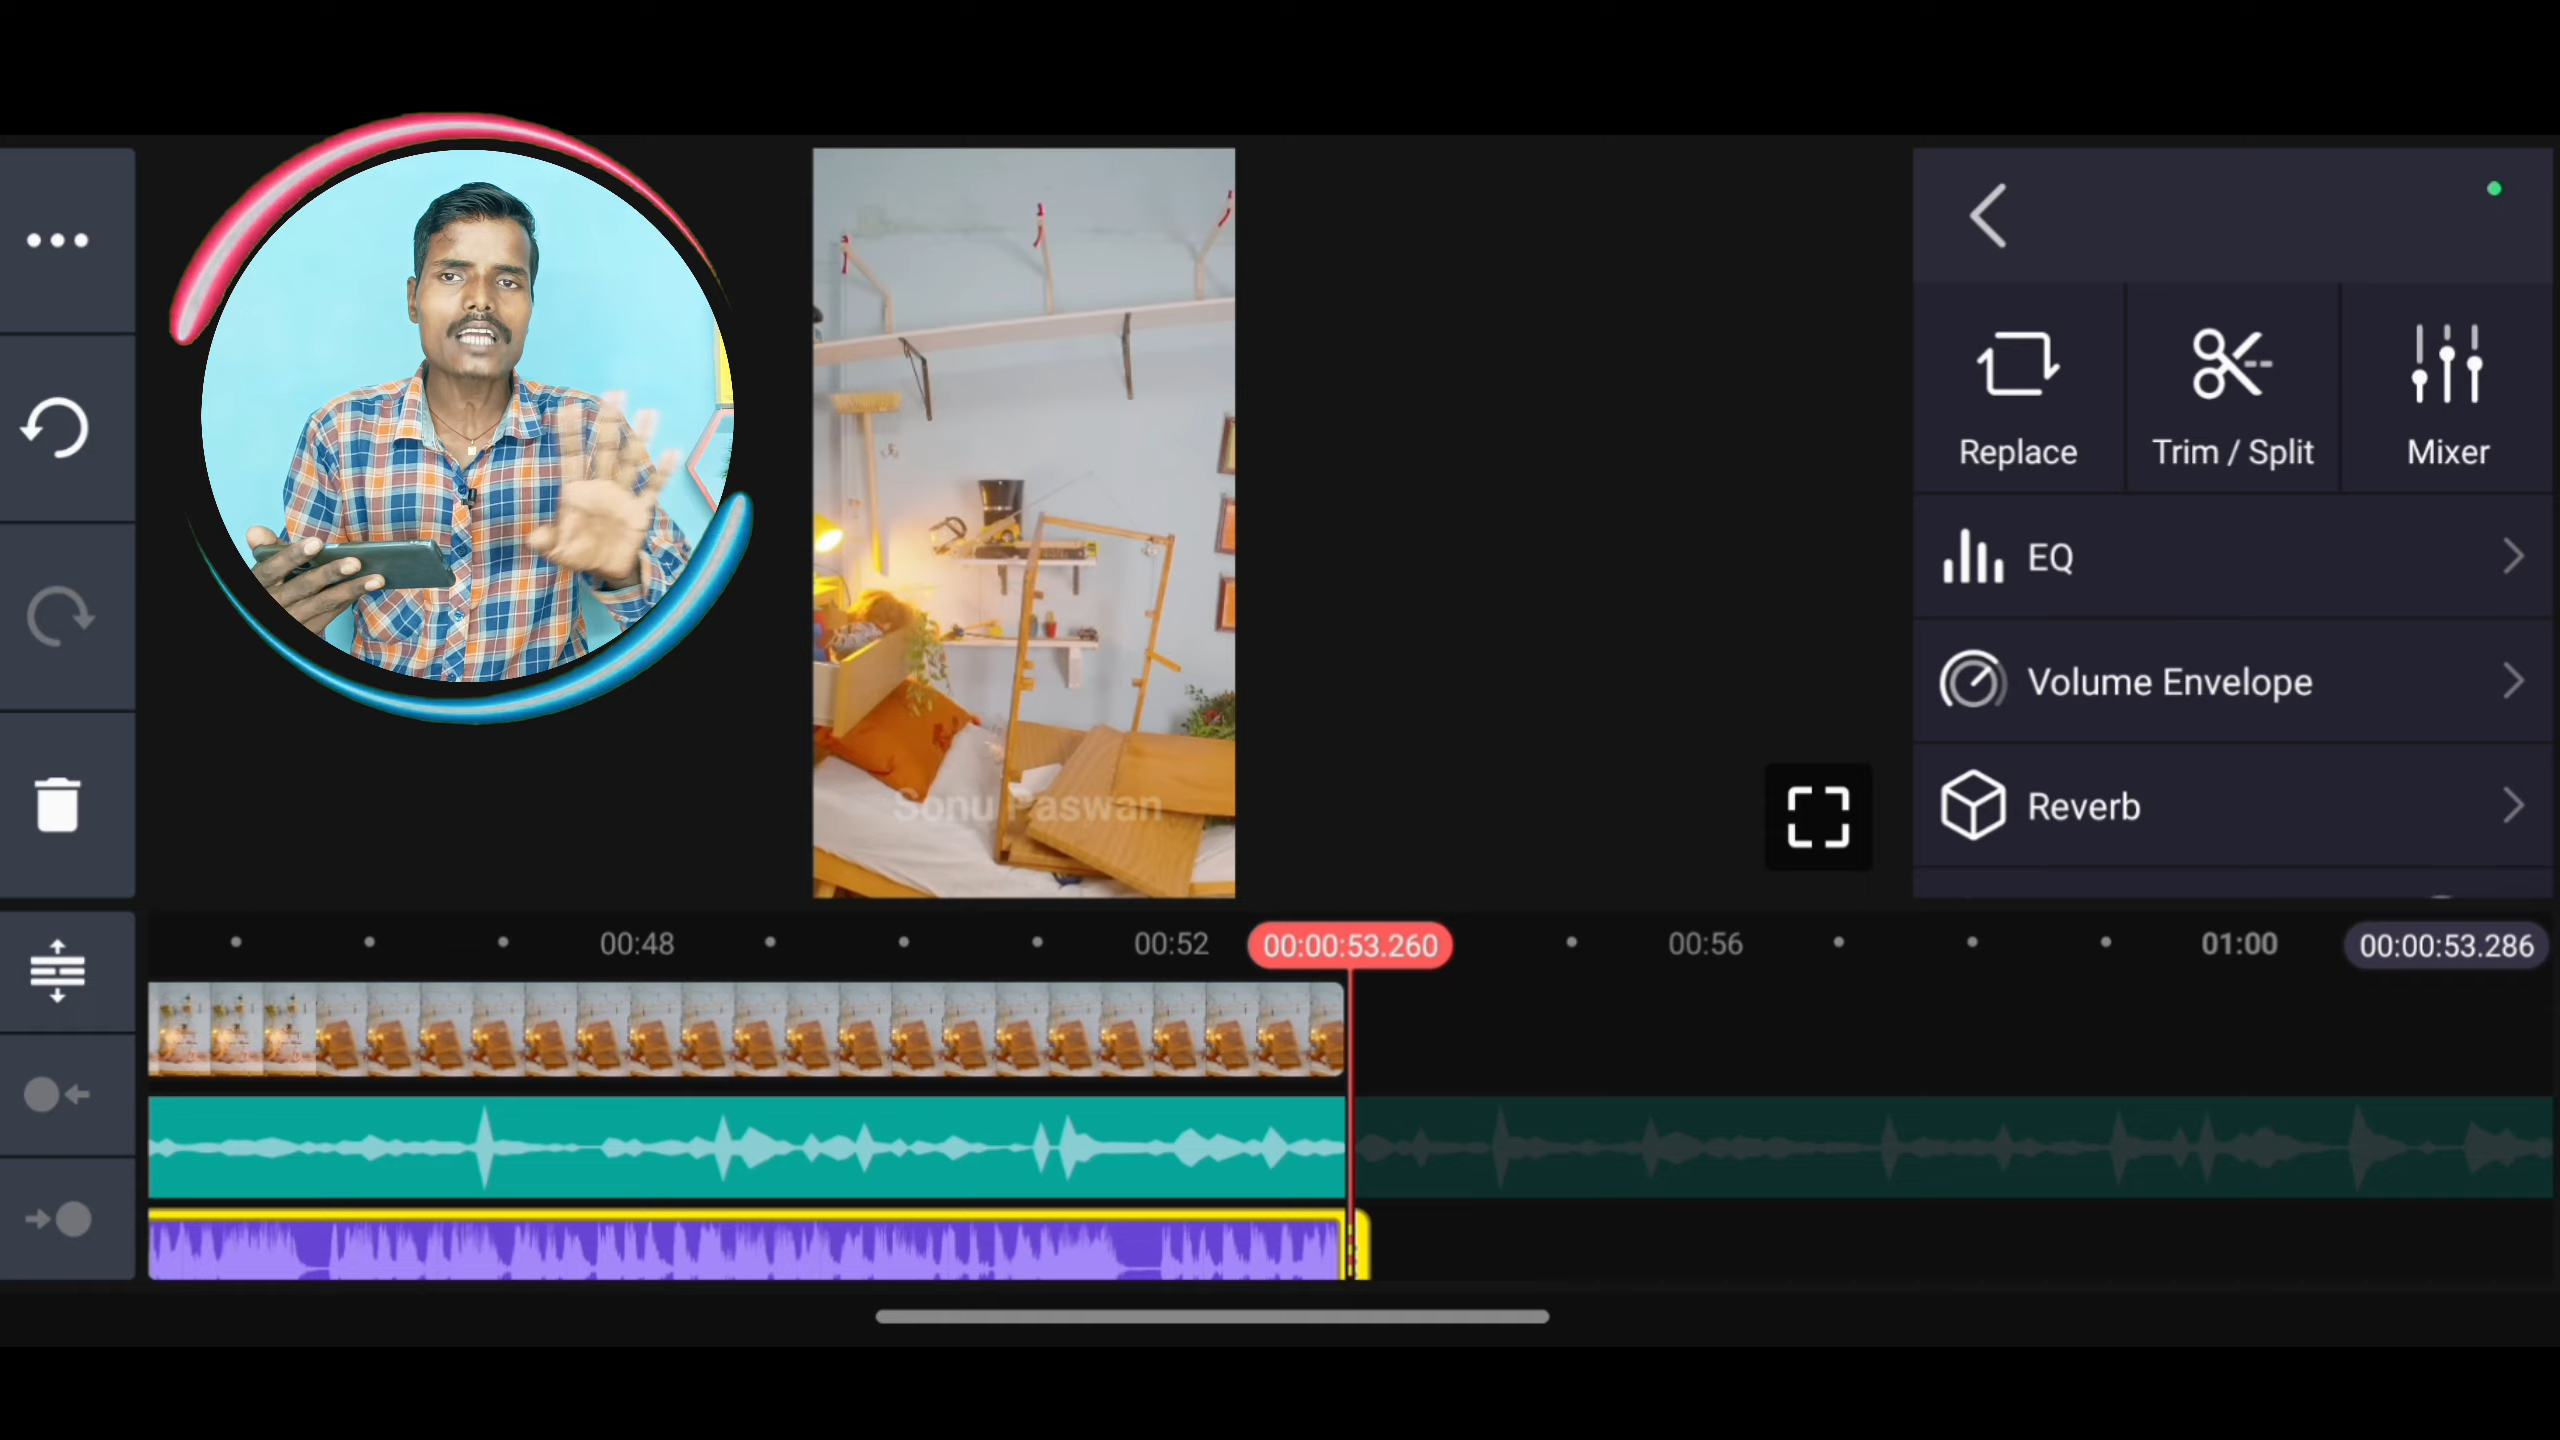 Replace
Trim / Split
Mixer
EQ
Volume Envelope
Reverb
Sonu Paswan
00:48
00:52
00:00:53.260
00:56
01:00
00:00:53.286